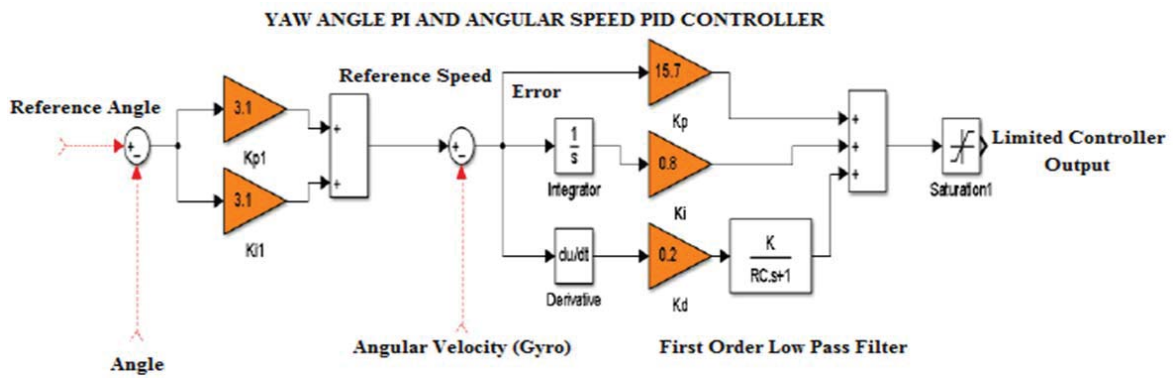 YAW ANGLE PI AND ANGULAR SPEED PID CONTROLLER
Reference Angle
+
−
3.1
Kp1
3.1
Ki1
+
+
Reference Speed
+
−
Error
15.7
Kp
1
s
Integrator
0.8
Ki
du/dt
Derivative
0.2
Kd
K
RC.s+1
+
+
+
Saturation1
Limited Controller
Output
Angle
Angular Velocity (Gyro)
First Order Low Pass Filter